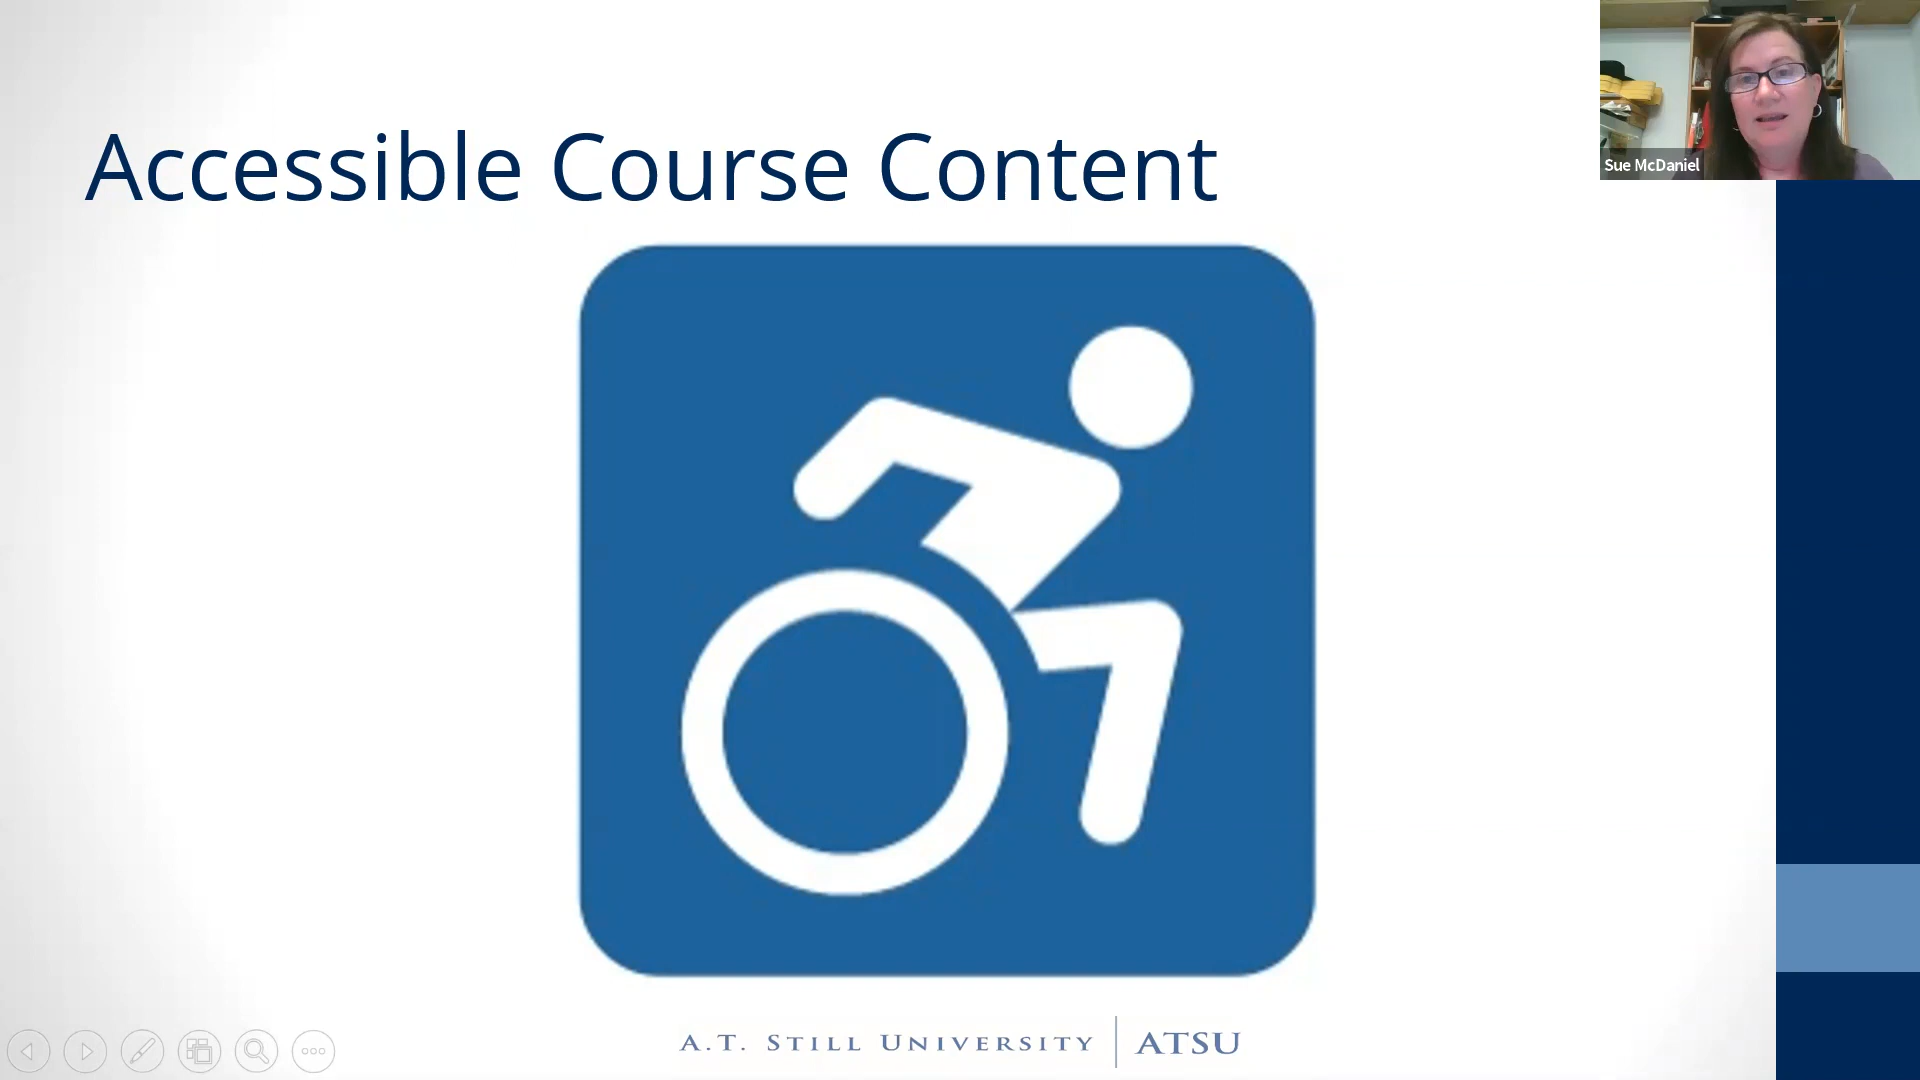 Accessible Course Content
Sue McDaniel
A.T. STILL UNIVERSITY | ATSU